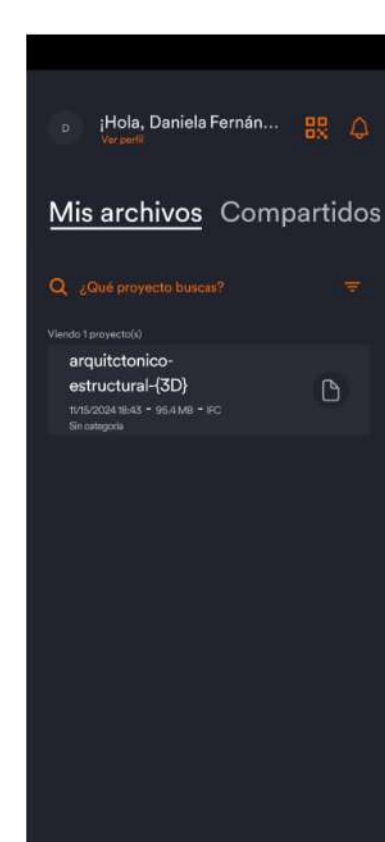 D
¡Hola, Daniela Fernán...
Ver perfil
Mis archivos Compartidos
¿Qué proyecto buscas?
Viendo 1 proyecto(s)
arquitctonico-
estructural-{3D}
11/15/2024 18:43 - 95.4 MB - IFC
Sin categoría